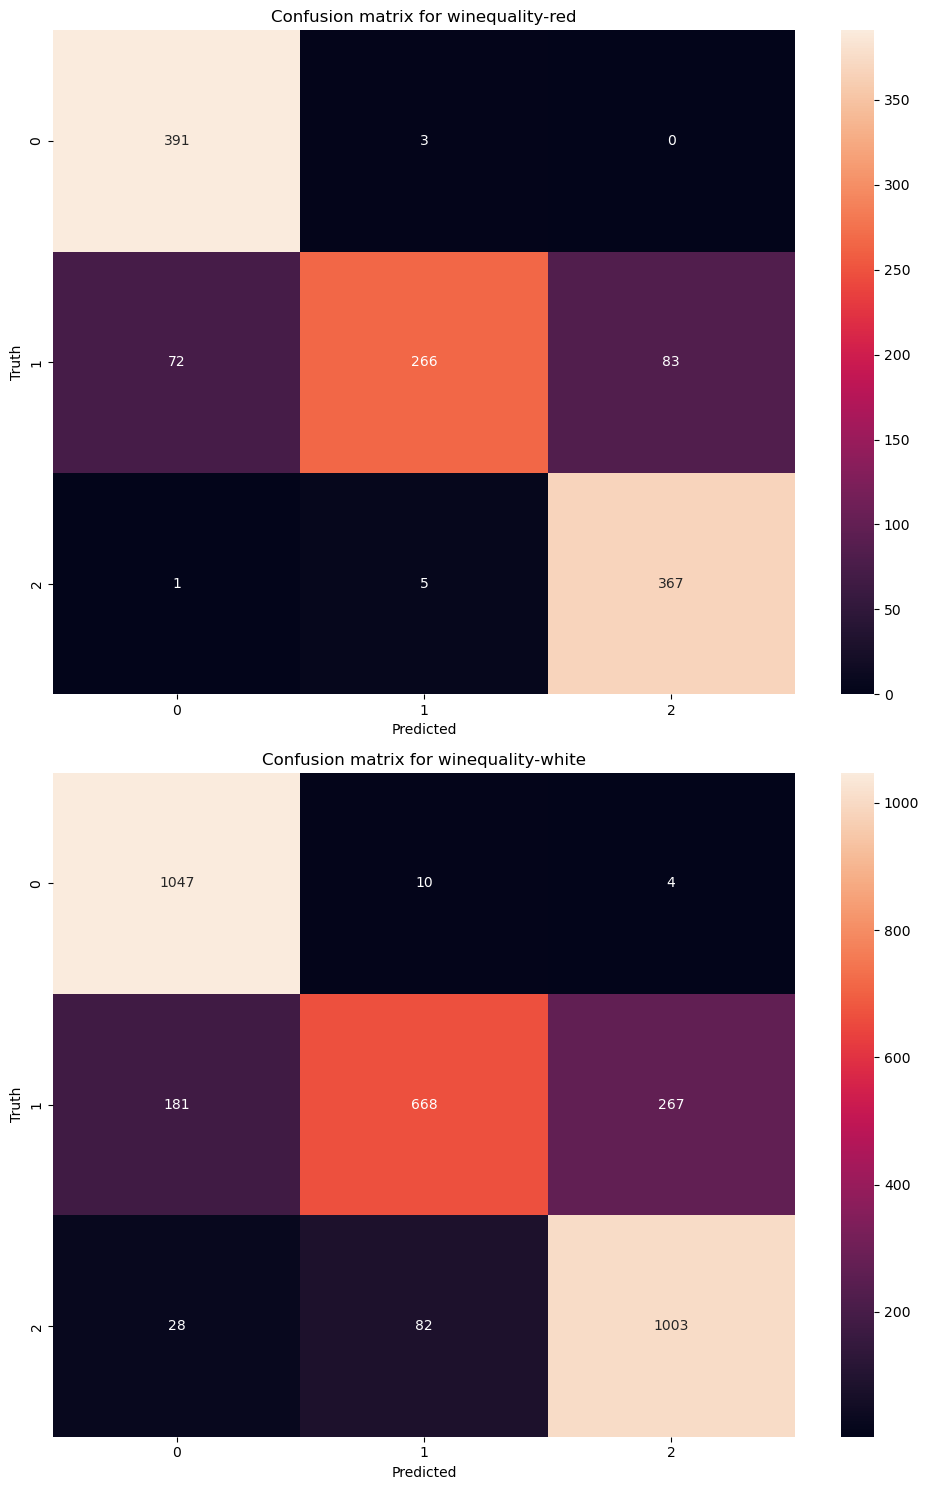 Confusion matrix for winequality-red
0 391 3 0
1 72 266 83
2 1 5 367
Truth
0 1 2
Predicted
350
300
250
200
150
100
50
0
Confusion matrix for winequality-white
0 1047 10 4
1 181 668 267
2 28 82 1003
Truth
0 1 2
Predicted
1000
800
600
400
200